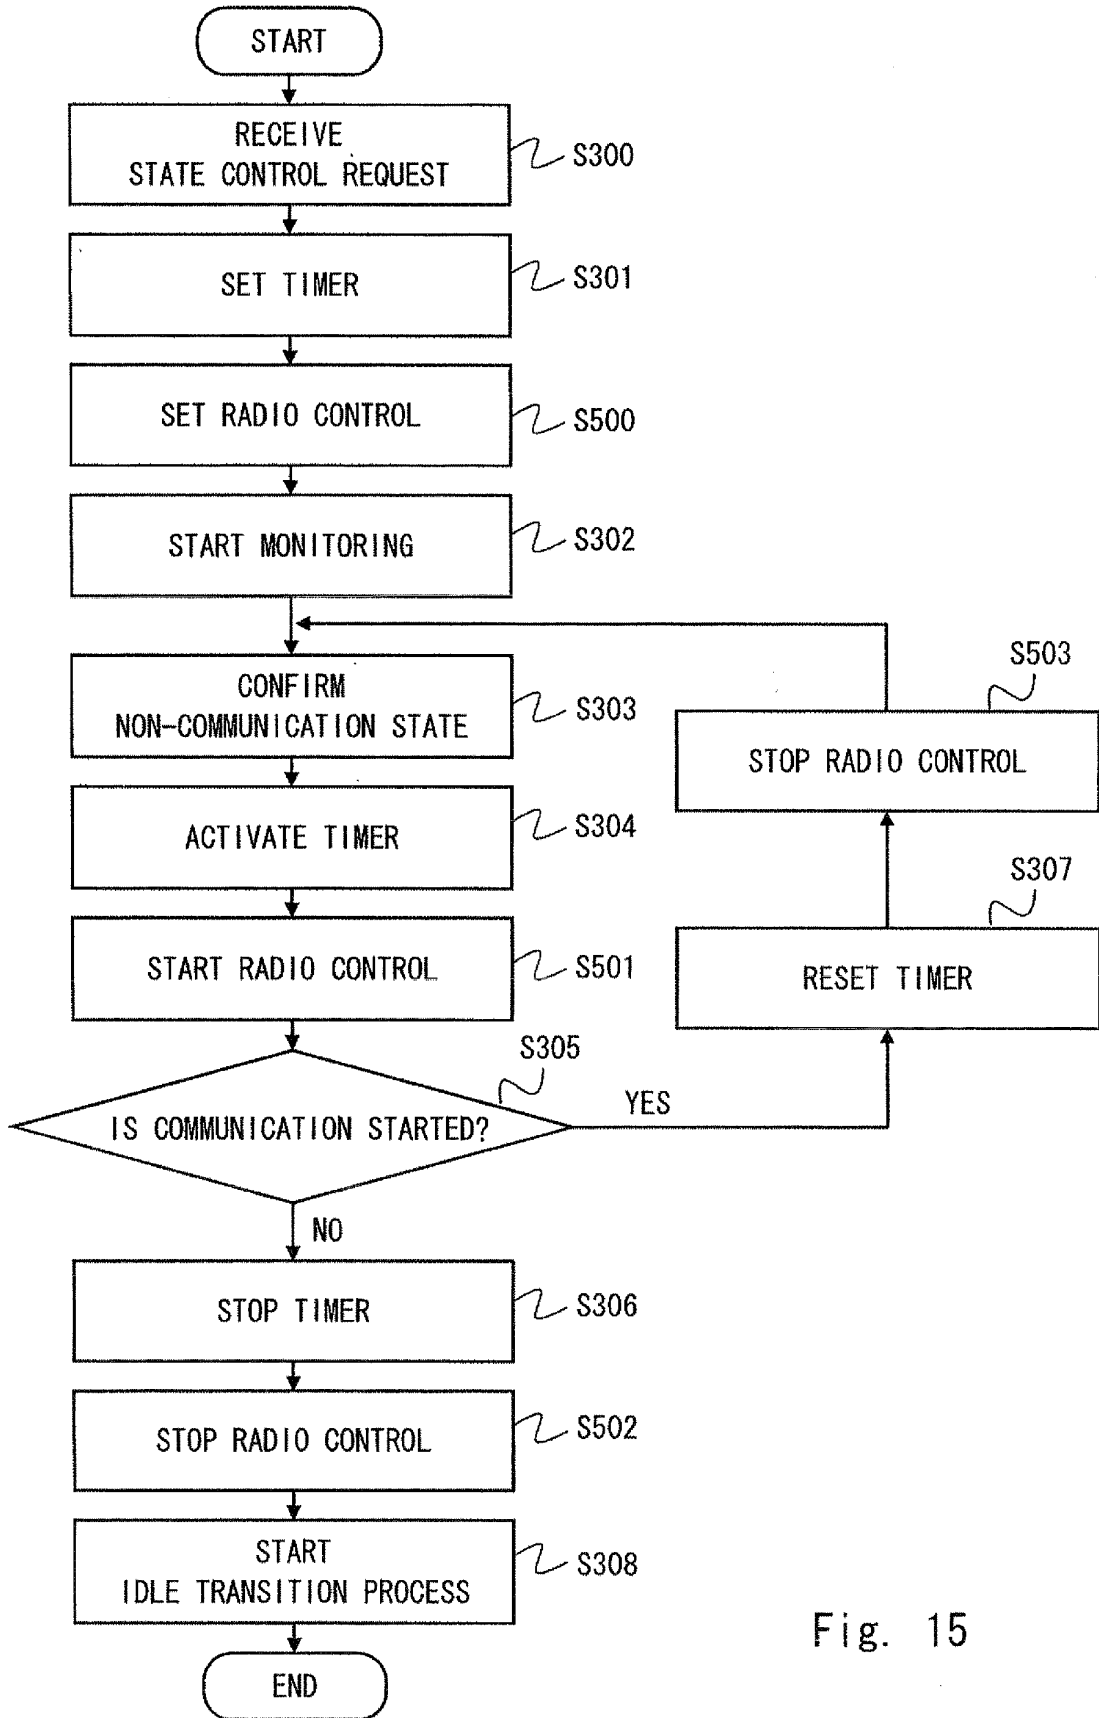 START
RECEIVE
STATE CONTROL REQUEST
S300
SET TIMER
S301
SET RADIO CONTROL
S500
START MONITORING
S302
CONFIRM
NON-COMMUNICATION STATE
S303
S503
STOP RADIO CONTROL
ACTIVATE TIMER
S304
S307
RESET TIMER
START RADIO CONTROL
S501
S305
IS COMMUNICATION STARTED?
YES
NO
STOP TIMER
S306
STOP RADIO CONTROL
S502
START
IDLE TRANSITION PROCESS
S308
END
Fig. 15